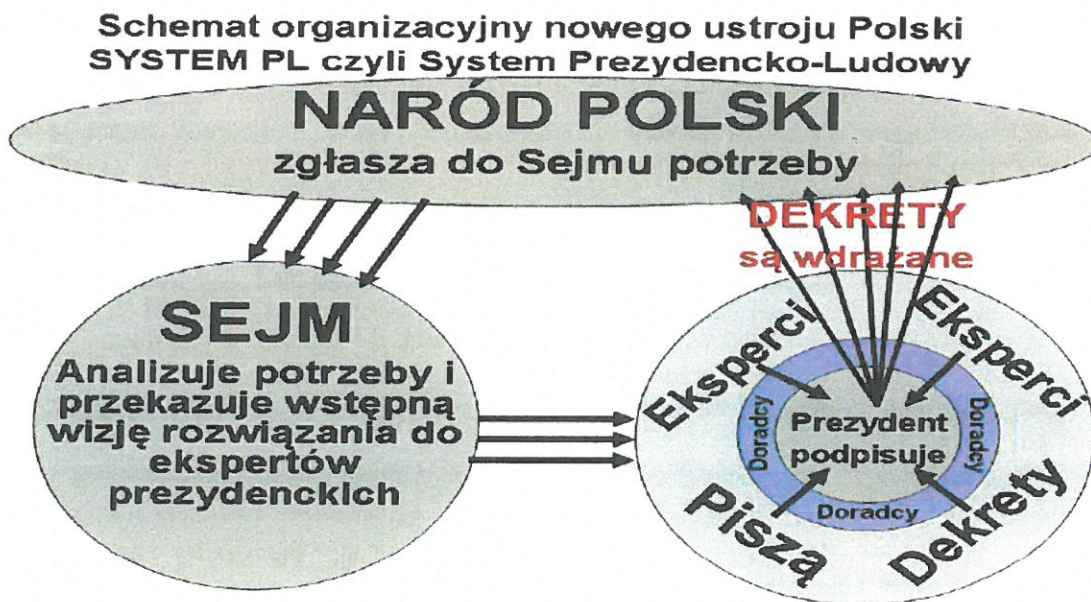 Schemat organizacyjny nowego ustroju Polski
SYSTEM PL czyli System Prezydencko-Ludowy
NARÓD POLSKI
zgłasza do Sejmu potrzeby
DEKRETY
są wdrażane
SEJM
Analizuje potrzeby i
przekazuje wstępną
wizję rozwiązania do
ekspertów
prezydenckich
Eksperci
Eksperci
Doradcy
Prezydent
podpisuje
Doradcy
Doradcy
Piszą
Dekrety